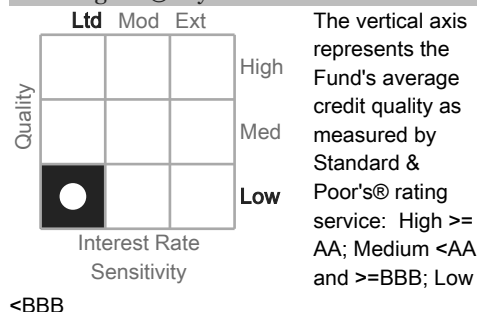 Ltd Mod Ext
High
Quality
Med
Low
Interest Rate
Sensitivity
The vertical axis
represents the
Fund's average
credit quality as
measured by
Standard &
Poor's® rating
service: High >=
AA; Medium <AA
and >=BBB; Low
<BBB